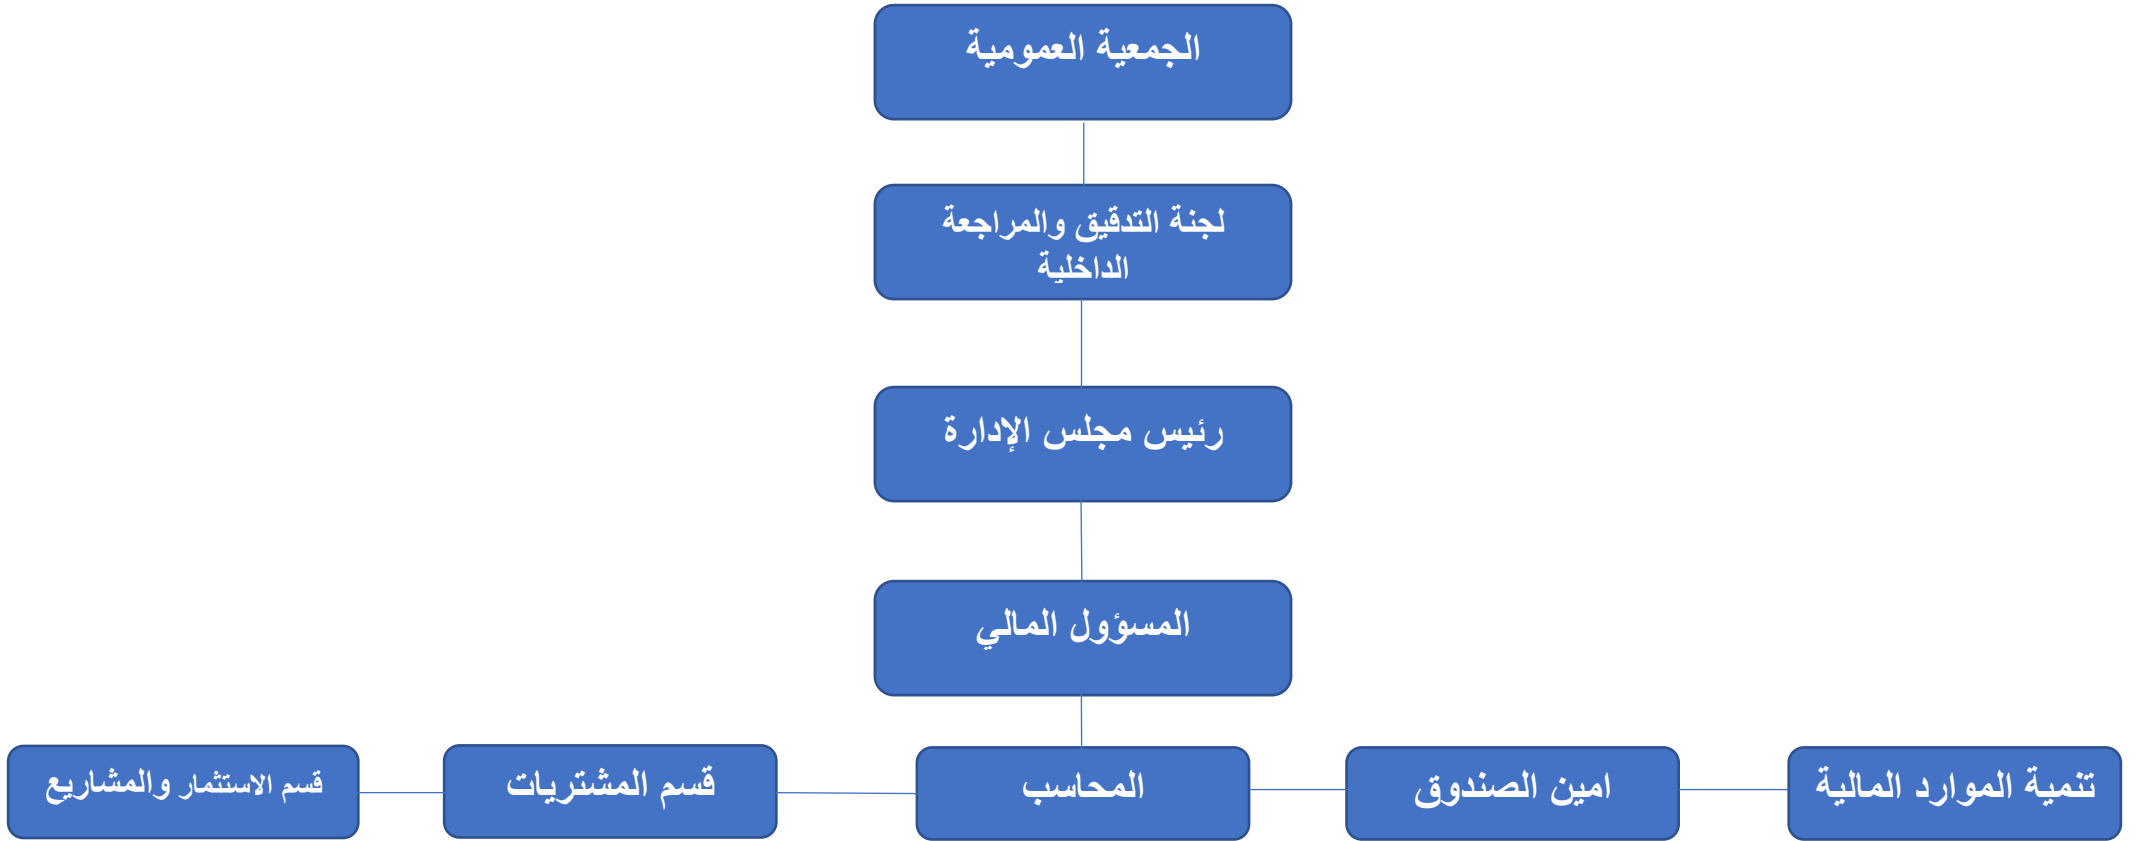 الجمعية العمومية
لجنة التدقيق والمراجعة
الداخلية
رئيس مجلس الإدارة
المسؤول المالي
تنمية الموارد المالية
امين الصندوق
المحاسب
قسم المشتريات
قسم الاستثمار والمشاريع